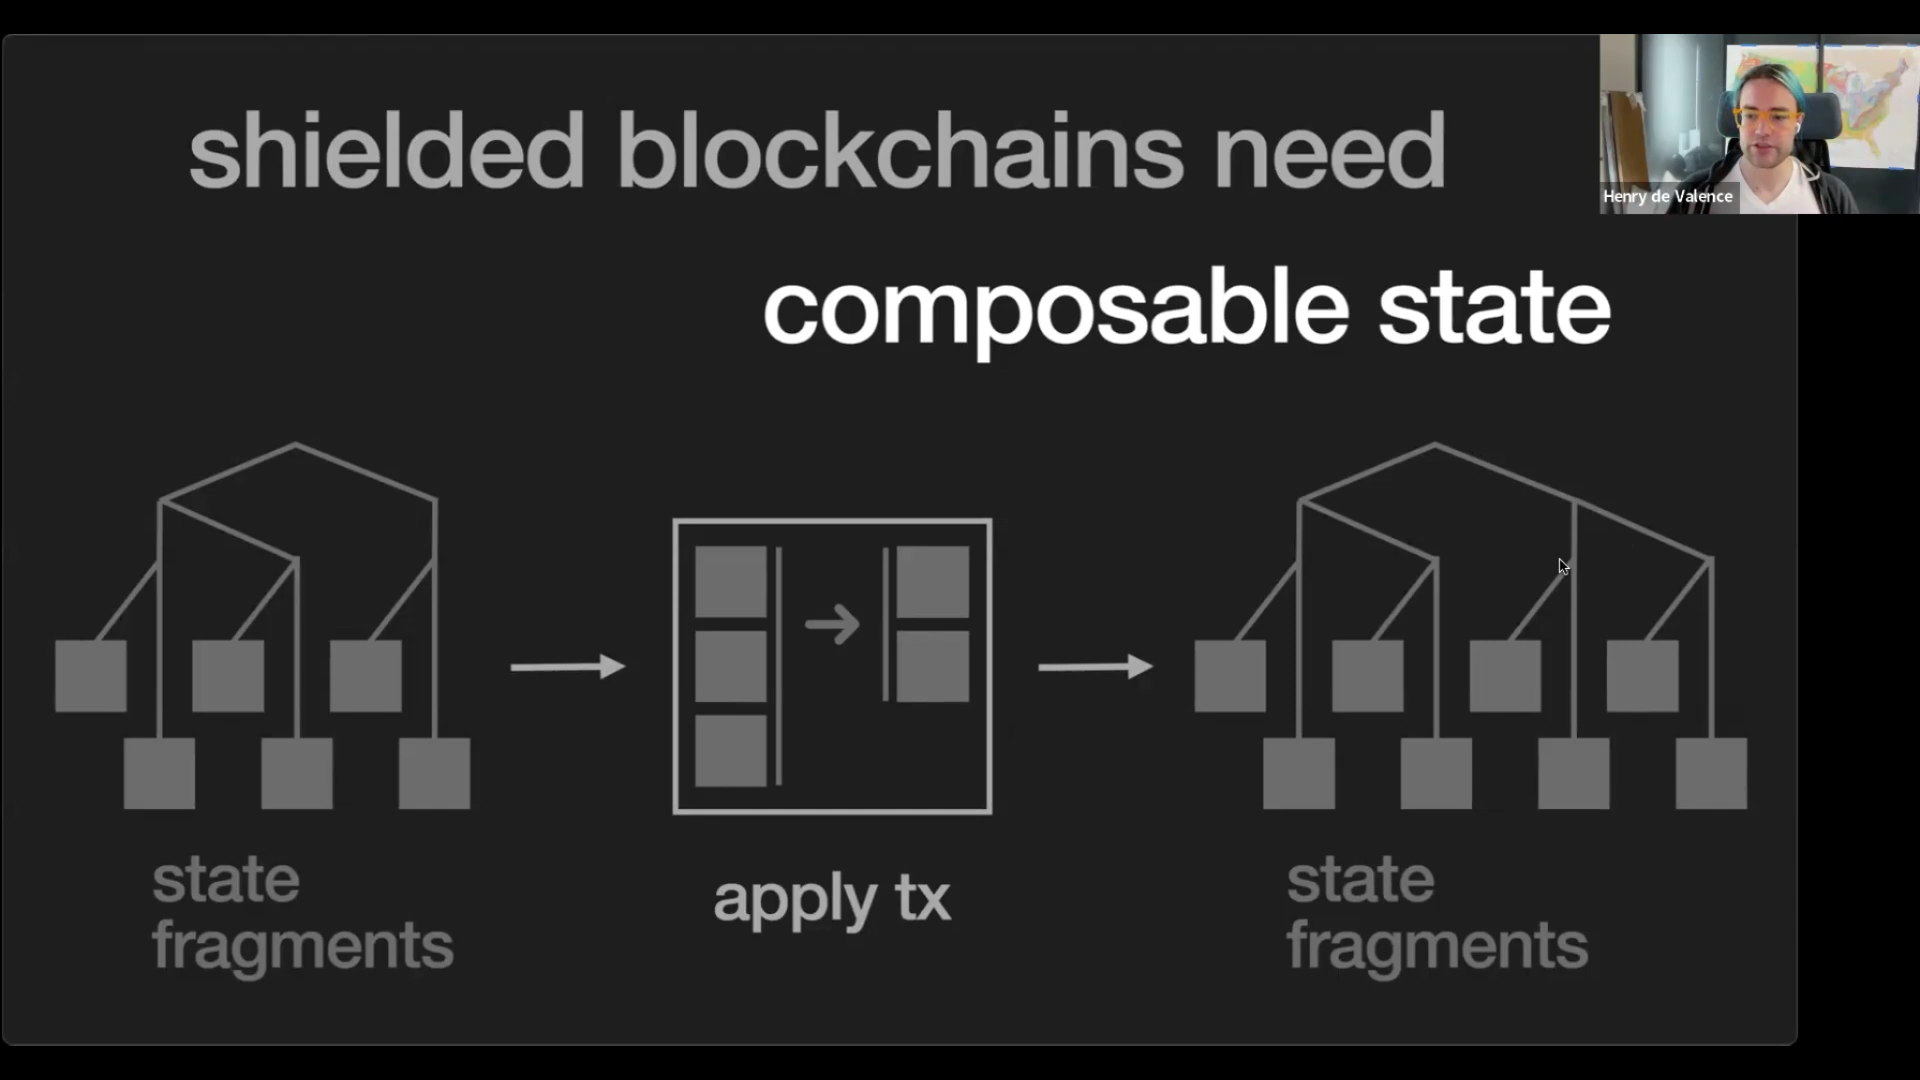 shielded blockchains need
composable state
Henry de Valence
state
fragments
apply tx
state
fragments